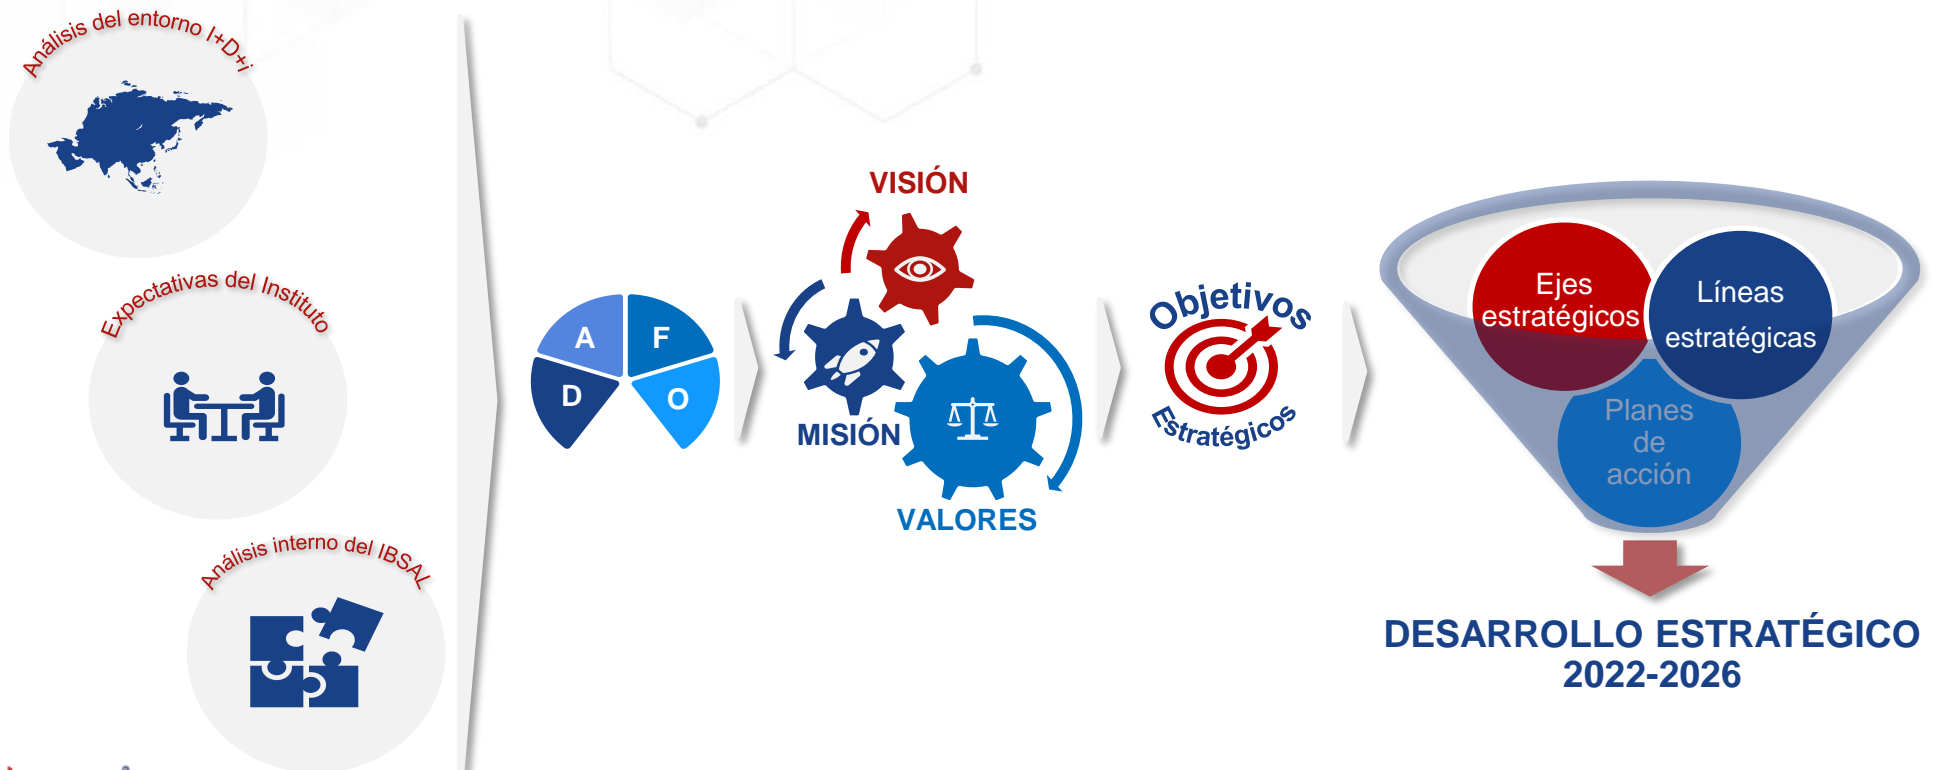 Análisis del entorno I+D+i
Expectativas del Instituto
Análisis interno del IBSAL
A
F
D
O
VISIÓN
MISIÓN
VALORES
Objetivos
Estratégicos
Ejes
estratégicos
Líneas
estratégicas
Planes
de
acción
DESARROLLO ESTRATÉGICO
2022-2026